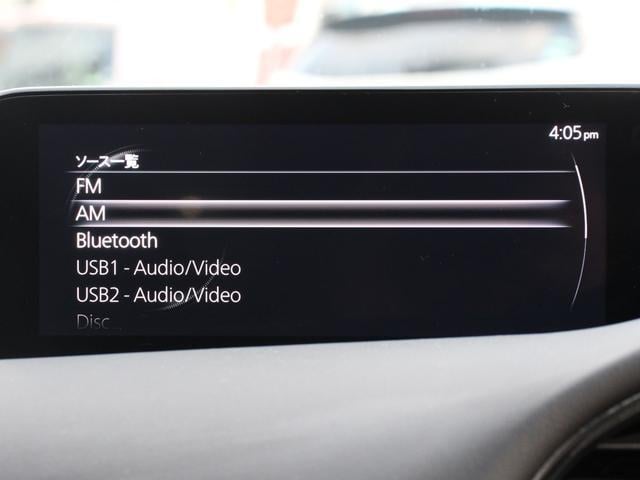 4:05pm
ソース一覧
FM
AM
Bluetooth
USB1 - Audio/Video
USB2 - Audio/Video
Disc